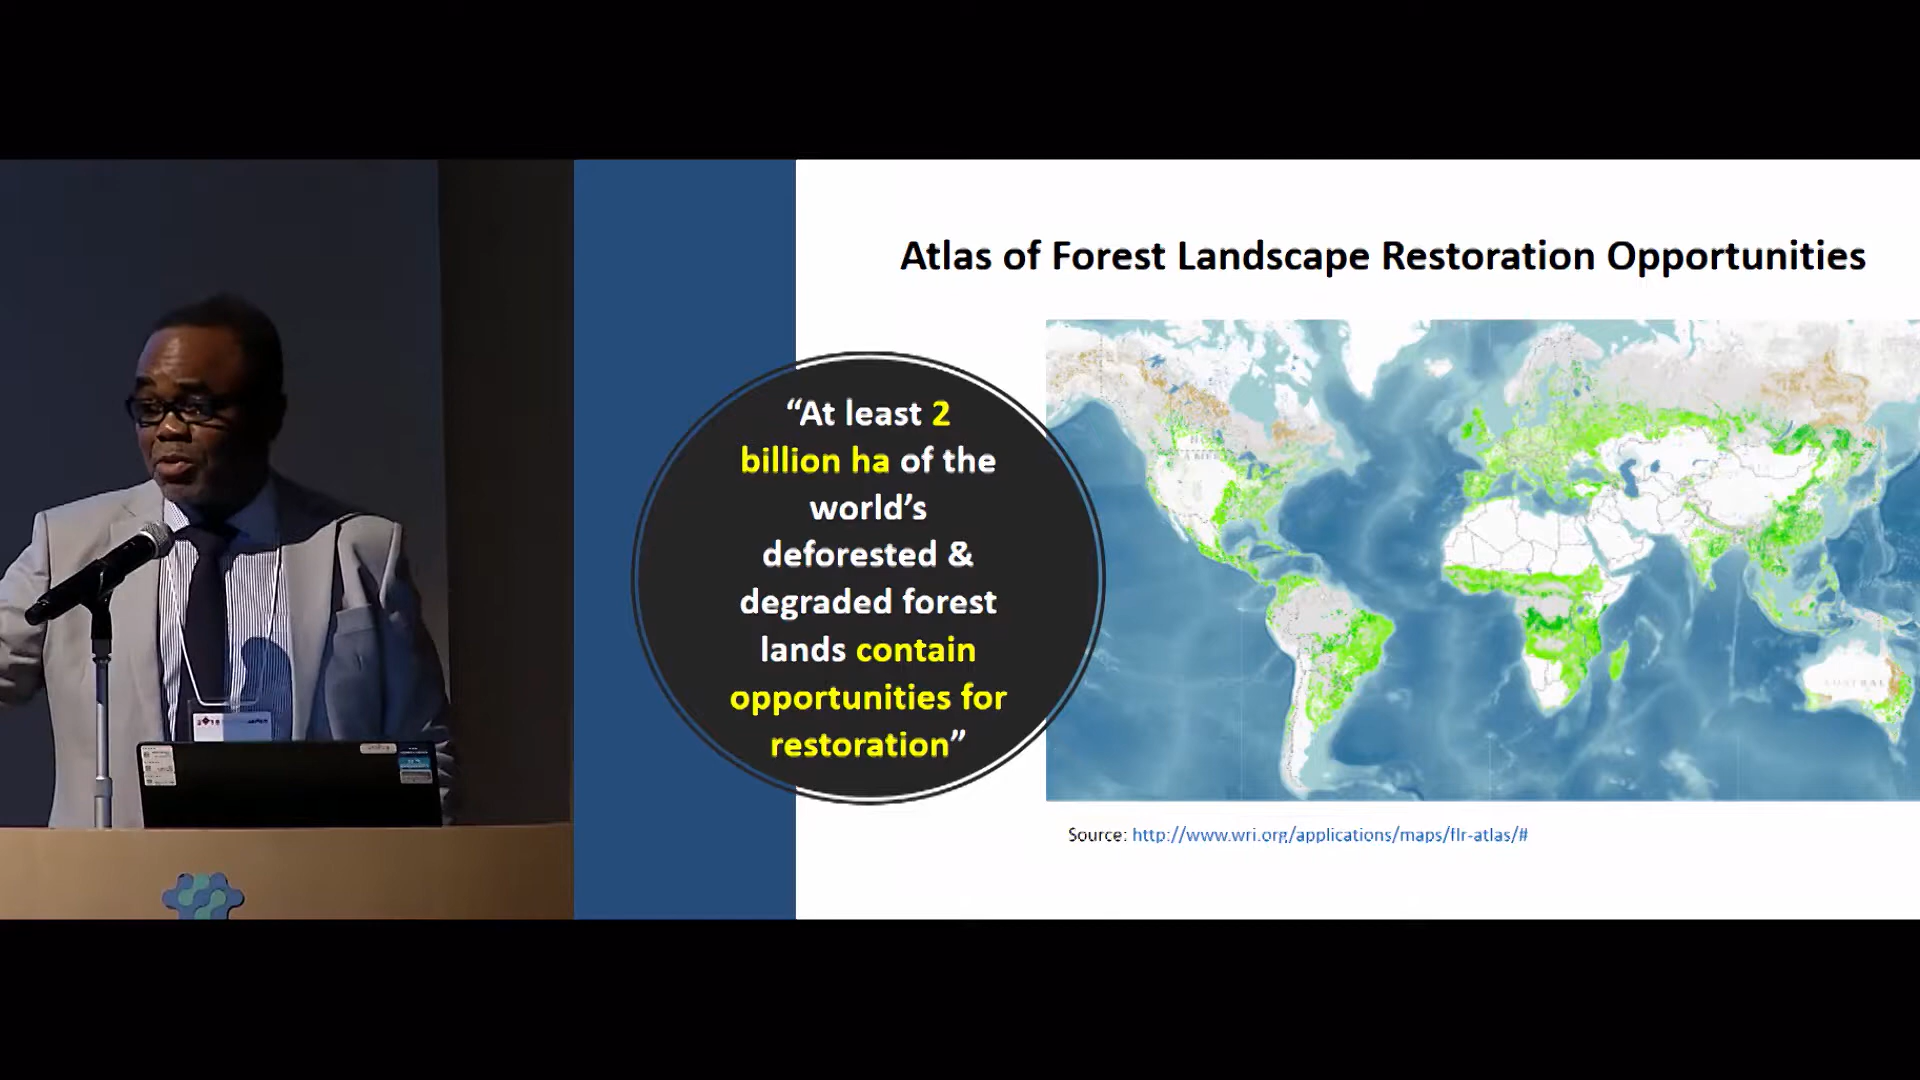 Atlas of Forest Landscape Restoration Opportunities
“At least 2
billion ha of the
world’s
deforested &
degraded forest
lands contain
opportunities for
restoration”
Source: http://www.wri.org/applications/maps/flr-atlas/#